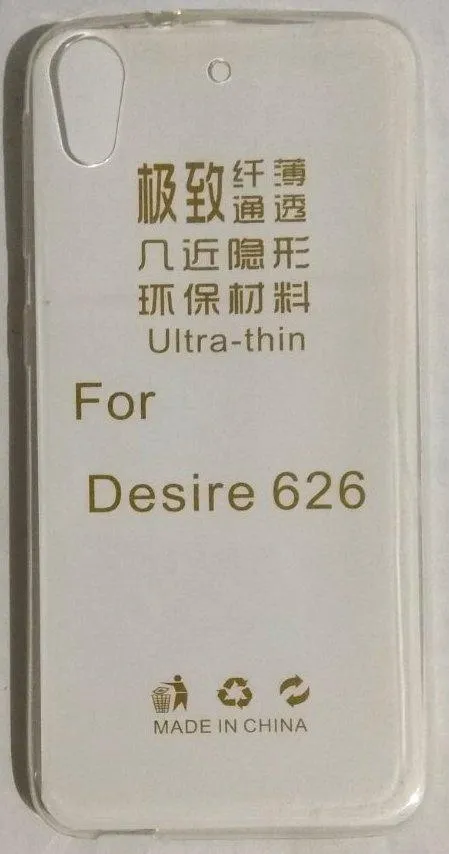 极致纤薄
通透
几近隐形
环保材料
Ultra-thin
For
Desire 626
MADE IN CHINA